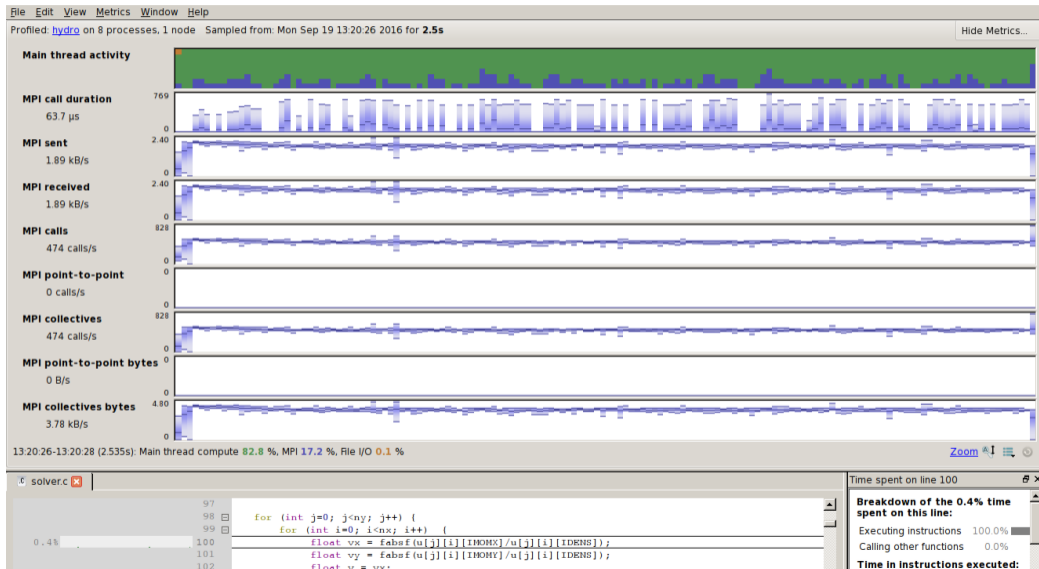 File Edit View Metrics Window Help
Profiled: hydro on 8 processes, 1 node Sampled from: Mon Sep 19 13:20:26 2016 for 2.5s Hide Metrics...
Main thread activity
MPI call duration 769
63.7 µs
0
MPI sent 2.40
1.89 kB/s
0
MPI received 2.40
1.89 kB/s
0
MPI calls 828
474 calls/s
0
MPI point-to-point 0
0 calls/s
0
MPI collectives 828
474 calls/s
0
MPI point-to-point bytes 0
0 B/s
0
MPI collectives bytes 4.80
3.78 kB/s
0
13:20:26-13:20:28 (2.535s): Main thread compute 82.8 %, MPI 17.2 %, File I/O 0.1 % Zoom
solver.c Time spent on line 100
97
98 for (int j=0; j<ny; j++) {
99 for (int i=0; i<nx; i++) {
0.4% 100 float vx = fabsf(u[j][i][IMOMX]/u[j][i][IDENS]);
101 float vy = fabsf(u[j][i][IMOMY]/u[j][i][IDENS]);
102 float v = vx;
Breakdown of the 0.4% time
spent on this line:
Executing instructions 100.0%
Calling other functions 0.0%
Time in instructions executed: